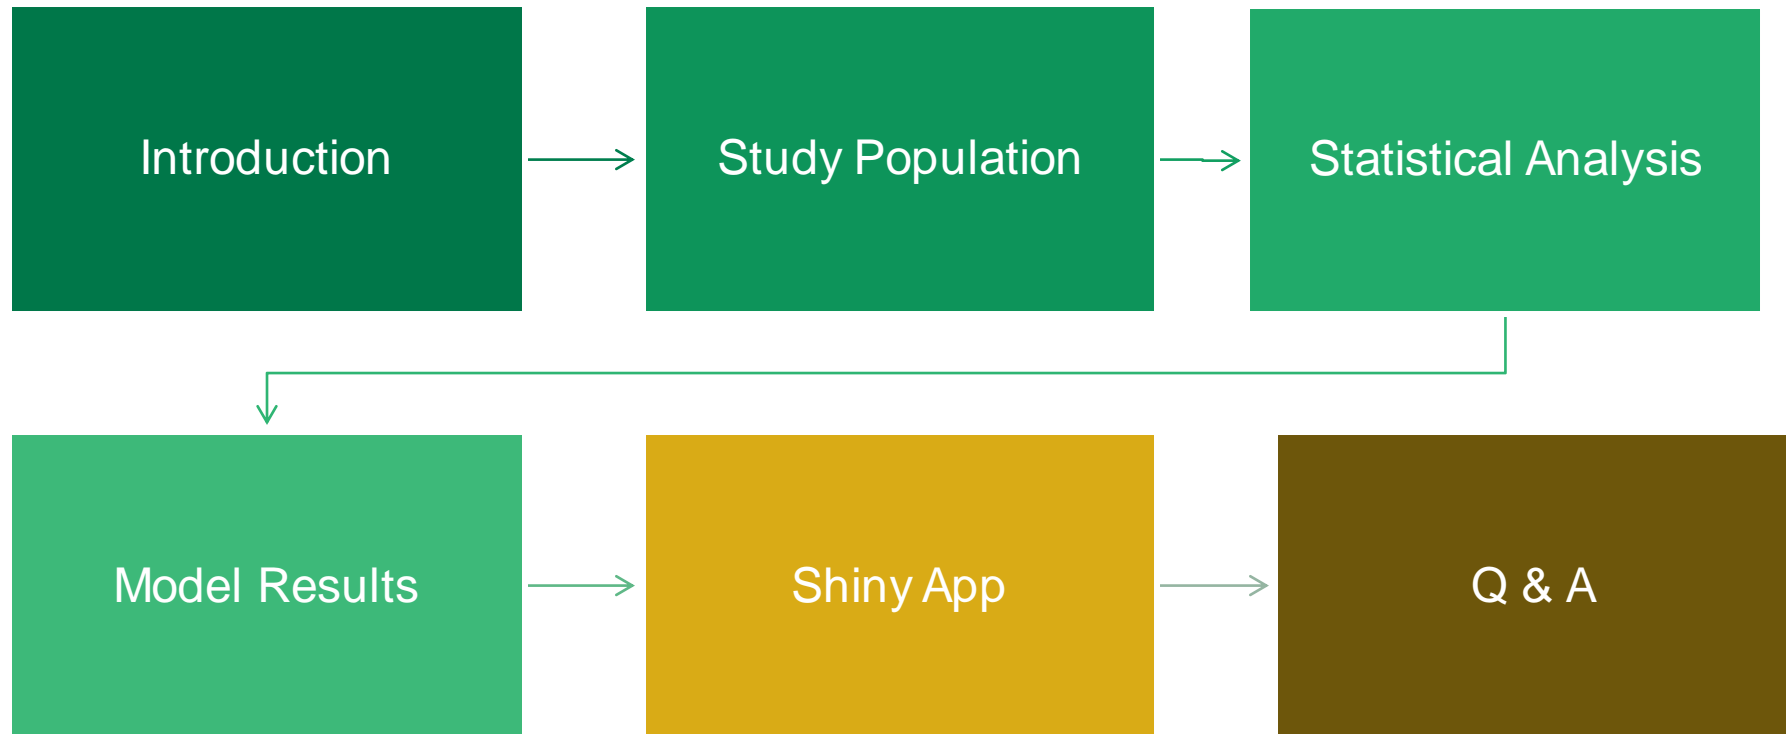 Introduction
Study Population
Statistical Analysis
Model Results
Shiny App
Q & A